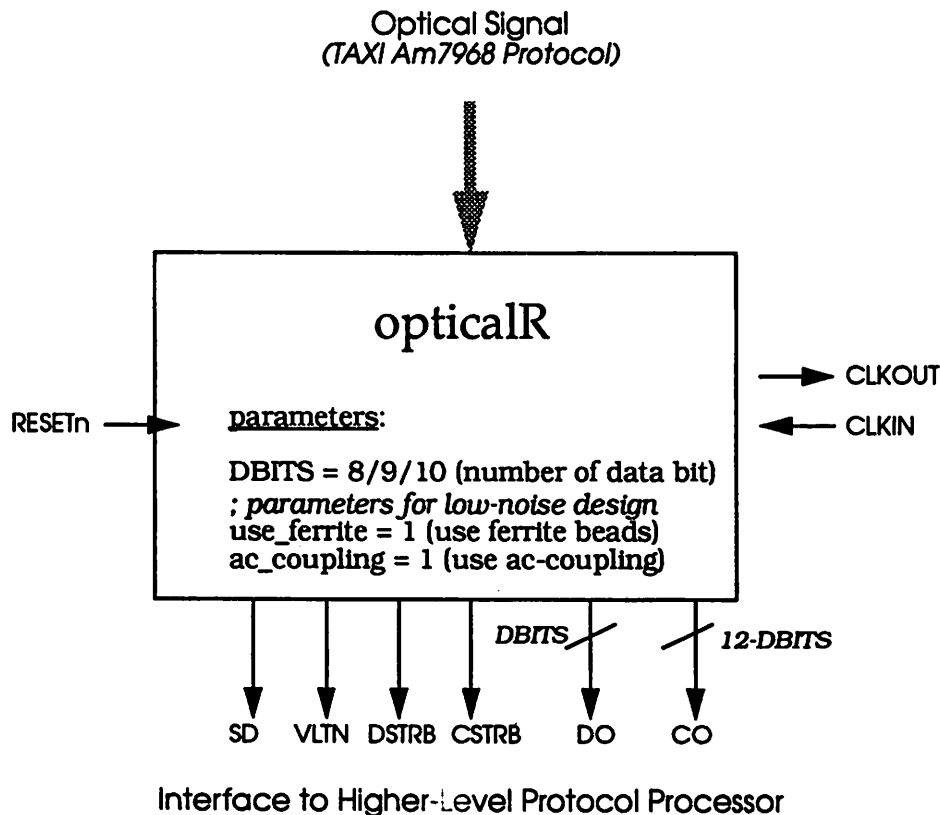 Optical Signal
(TAXI Am7968 Protocol)
opticalR
CLKOUT
RESETn
CLKIN
parameters:
DBITS = 8/9/10 (number of data bit)
; parameters for low-noise design
use_ferrite = 1 (use ferrite beads)
ac_coupling = 1 (use ac-coupling)
DBITS
12-DBITS
SD VLTN DSTRB CSTRB DO CO
Interface to Higher-Level Protocol Processor